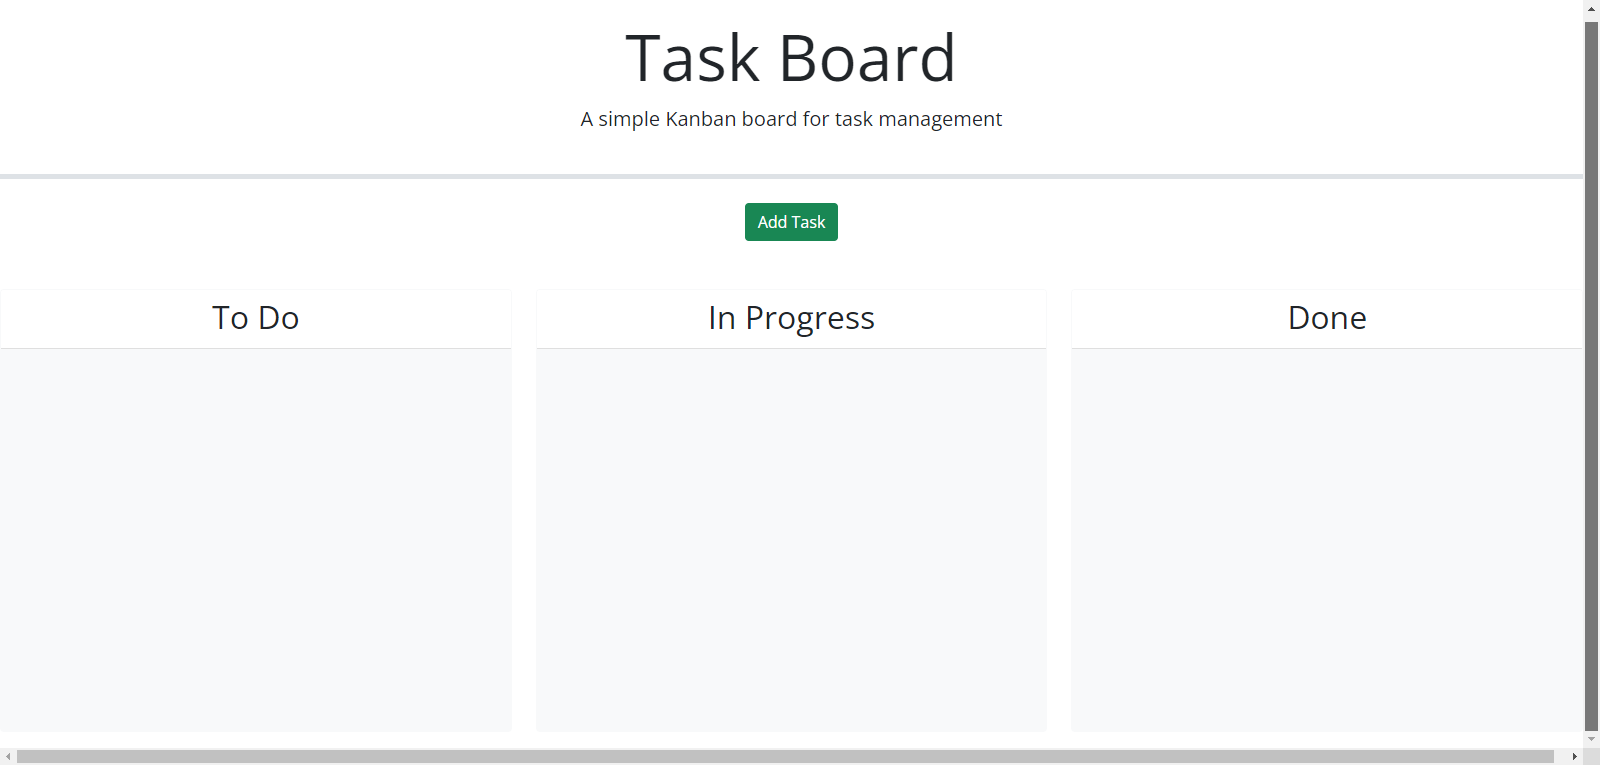 Task Board
A simple Kanban board for task management
Add Task
To Do
In Progress
Done